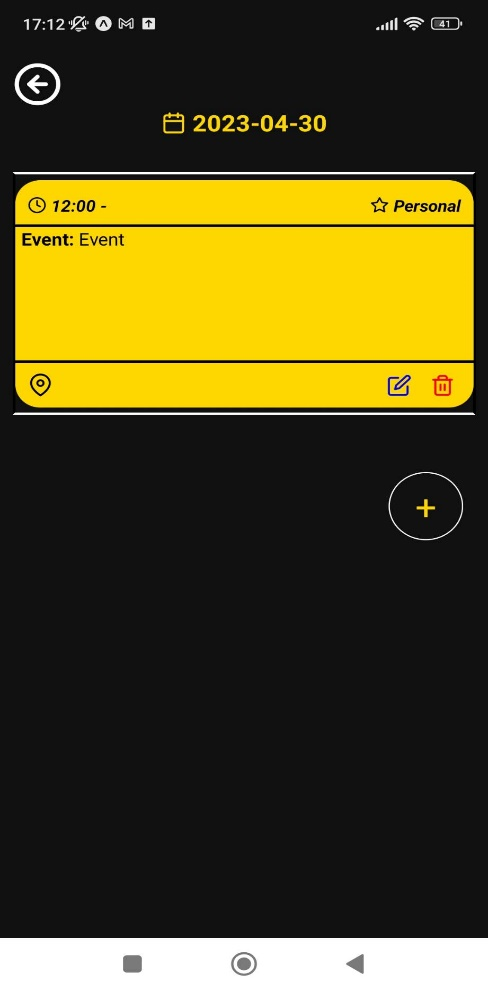 17:12
41
2023-04-30
12:00 -
Personal
Event: Event
+